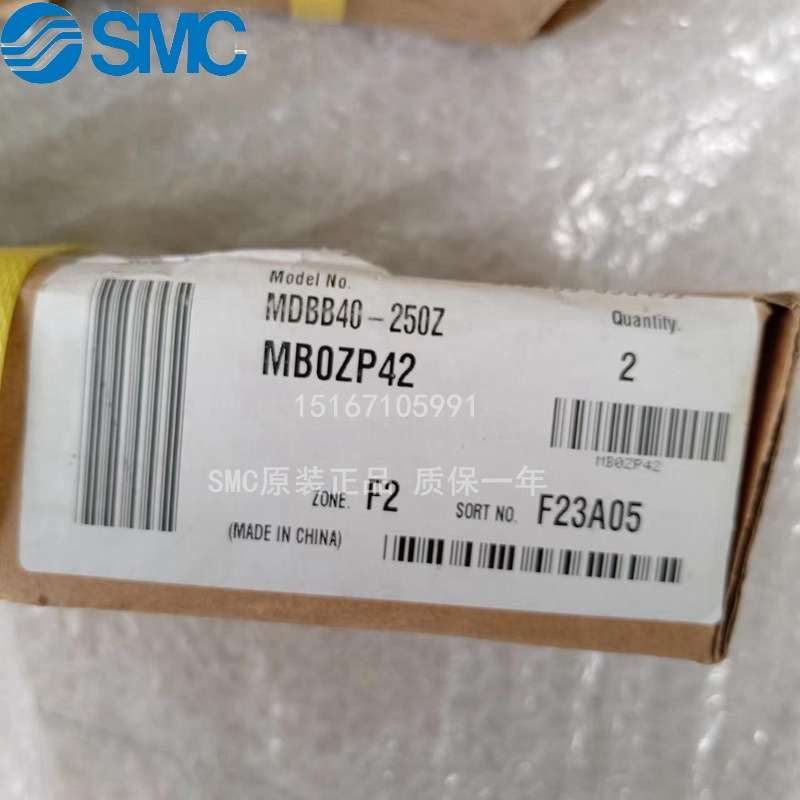 SMC
Model No.
MDBB40-250Z
Quantity.
MB0ZP42
2
15167105991
MB0ZP42
SMC原装正品 质保一年
ZONE. F2
SORT NO. F23A05
(MADE IN CHINA)